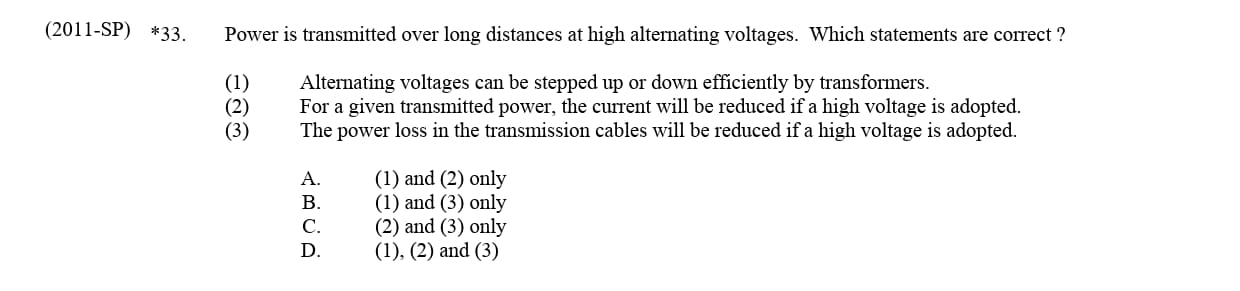 (2011-SP) *33. Power is transmitted over long distances at high alternating voltages. Which statements are correct ?
(1) Alternating voltages can be stepped up or down efficiently by transformers.
(2) For a given transmitted power, the current will be reduced if a high voltage is adopted.
(3) The power loss in the transmission cables will be reduced if a high voltage is adopted.
A. (1) and (2) only
B. (1) and (3) only
C. (2) and (3) only
D. (1), (2) and (3)